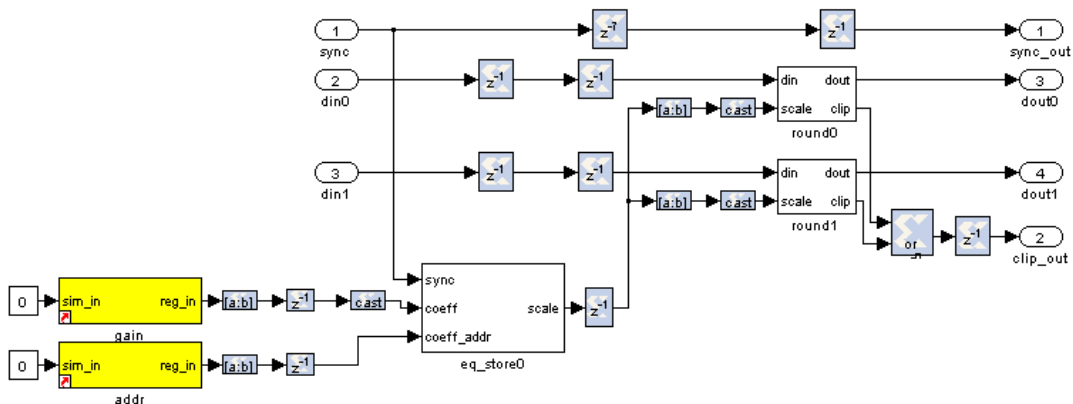 1
sync
z-7
z-1
1
sync_out
2
din0
z-1
z-1
din
dout
scale
clip
round0
3
dout0
[a:b]
cast
3
din1
z-1
z-1
din
dout
scale
clip
round1
4
dout1
[a:b]
cast
or
z-1
2
clip_out
sync
coeff
coeff_addr
scale
eq_store0
z-1
0
sim_in
reg_in
gain
[a:b]
z-1
cast
0
sim_in
reg_in
addr
[a:b]
z-1